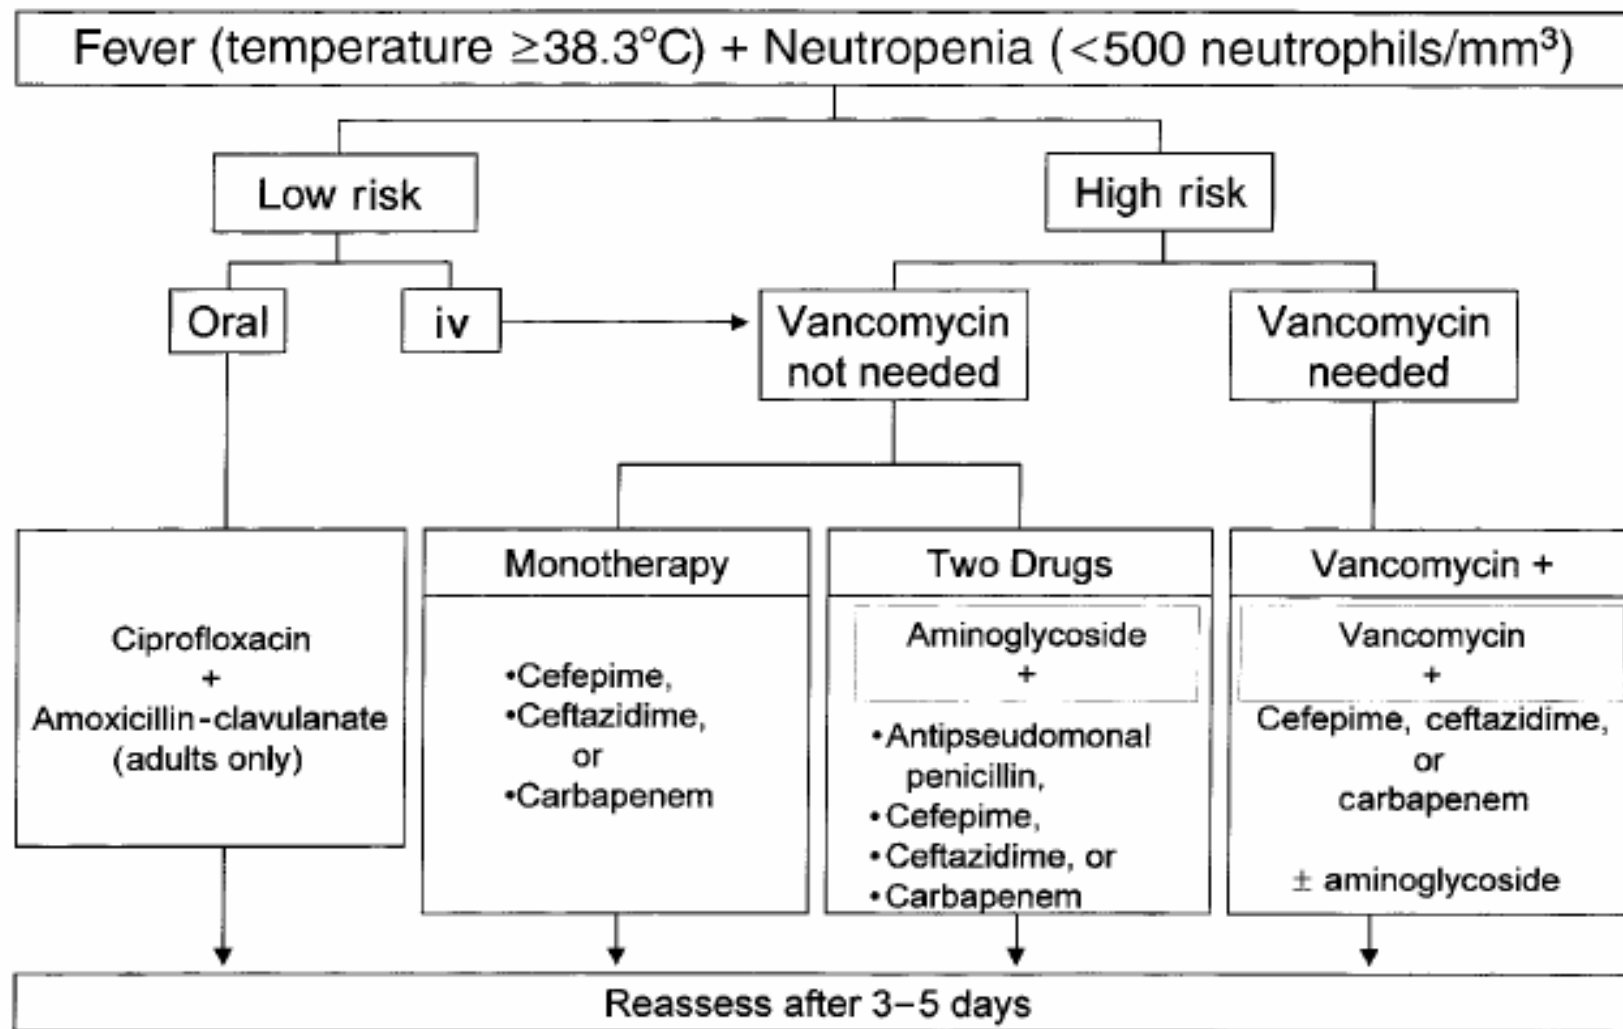 Fever (temperature ≥38.3°C) + Neutropenia (<500 neutrophils/mm³)
Low risk
High risk
Oral
iv
Vancomycin
not needed
Vancomycin
needed
Ciprofloxacin
+
Amoxicillin-clavulanate
(adults only)
Monotherapy
•Cefepime,
•Ceftazidime,
or
•Carbapenem
Two Drugs
Aminoglycoside
+
•Antipseudomonal
penicillin,
•Cefepime,
•Ceftazidime, or
•Carbapenem
Vancomycin +
Vancomycin
+
Cefepime, ceftazidime,
or
carbapenem
± aminoglycoside
Reassess after 3–5 days